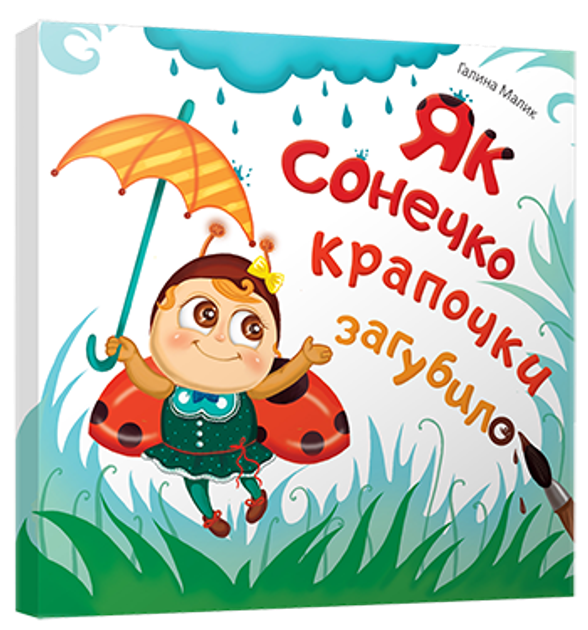 Галина Малик
Як
Сонечко
крапочки
загубило